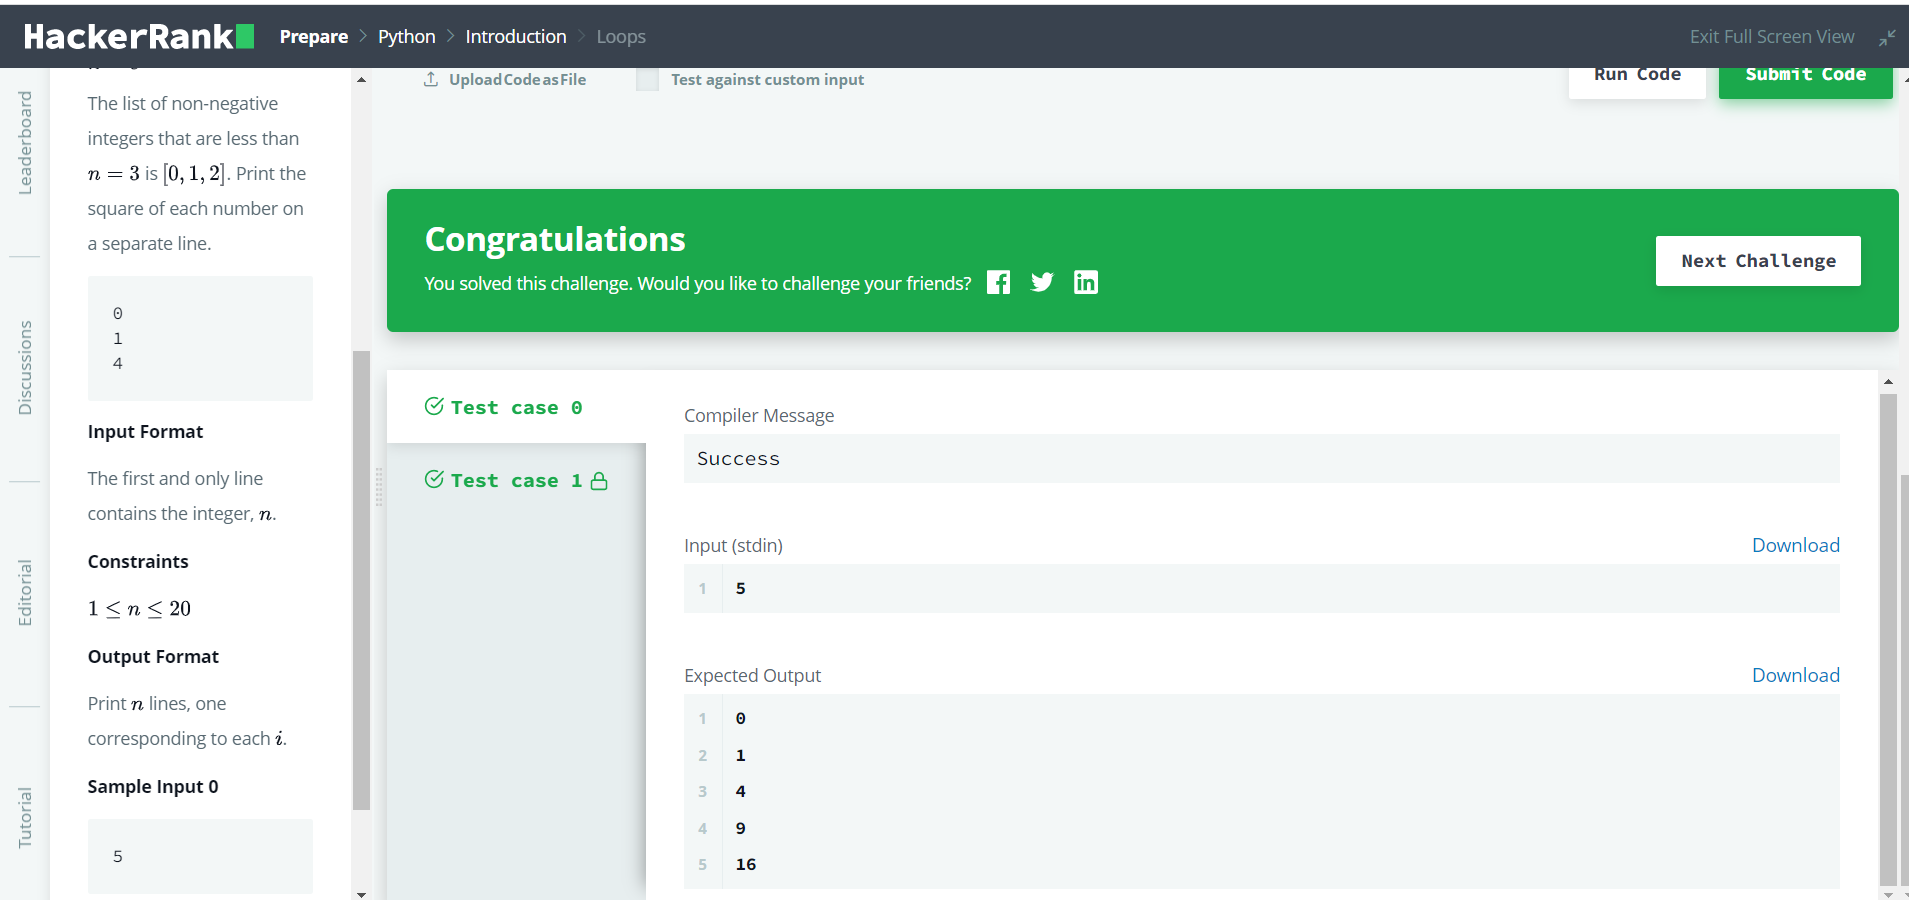 HackerRank
Prepare > Python > Introduction > Loops
Exit Full Screen View
Leaderboard
Discussions
Editorial
Tutorial
The list of non-negative
integers that are less than
n = 3 is [0, 1, 2]. Print the
square of each number on
a separate line.
0
1
4
Input Format
The first and only line
contains the integer, n.
Constraints
1 ≤ n ≤ 20
Output Format
Print n lines, one
corresponding to each i.
Sample Input 0
5
Upload Code as File
Test against custom input
Run Code
Submit Code
Congratulations
You solved this challenge. Would you like to challenge your friends?
Next Challenge
Test case 0
Test case 1
Compiler Message
Success
Input (stdin)
Download
1 5
Expected Output
Download
1 0
2 1
3 4
4 9
5 16